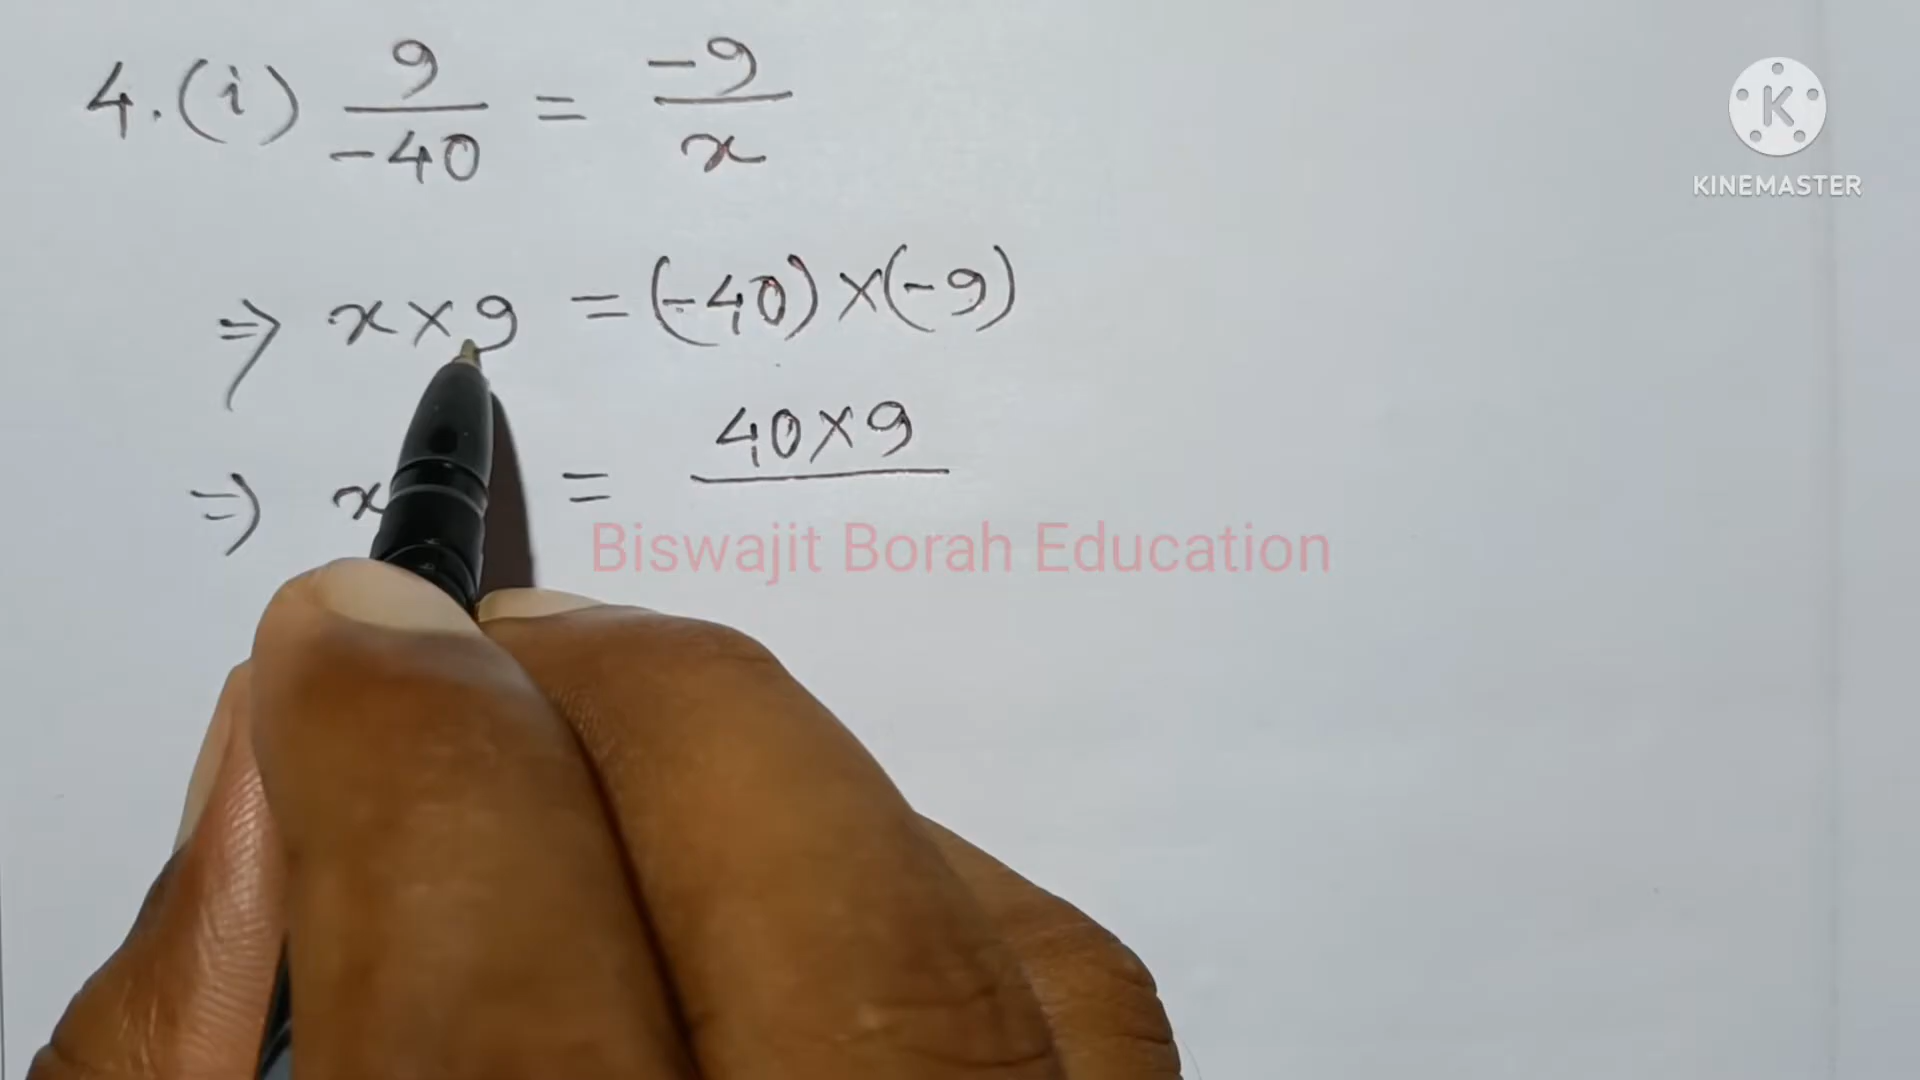 4. (i) 9/-40 = -9/x
KINEMASTER
⇒ x × 9 = (-40) × (-9)
40 × 9
⇒ x =
Biswajit Borah Education